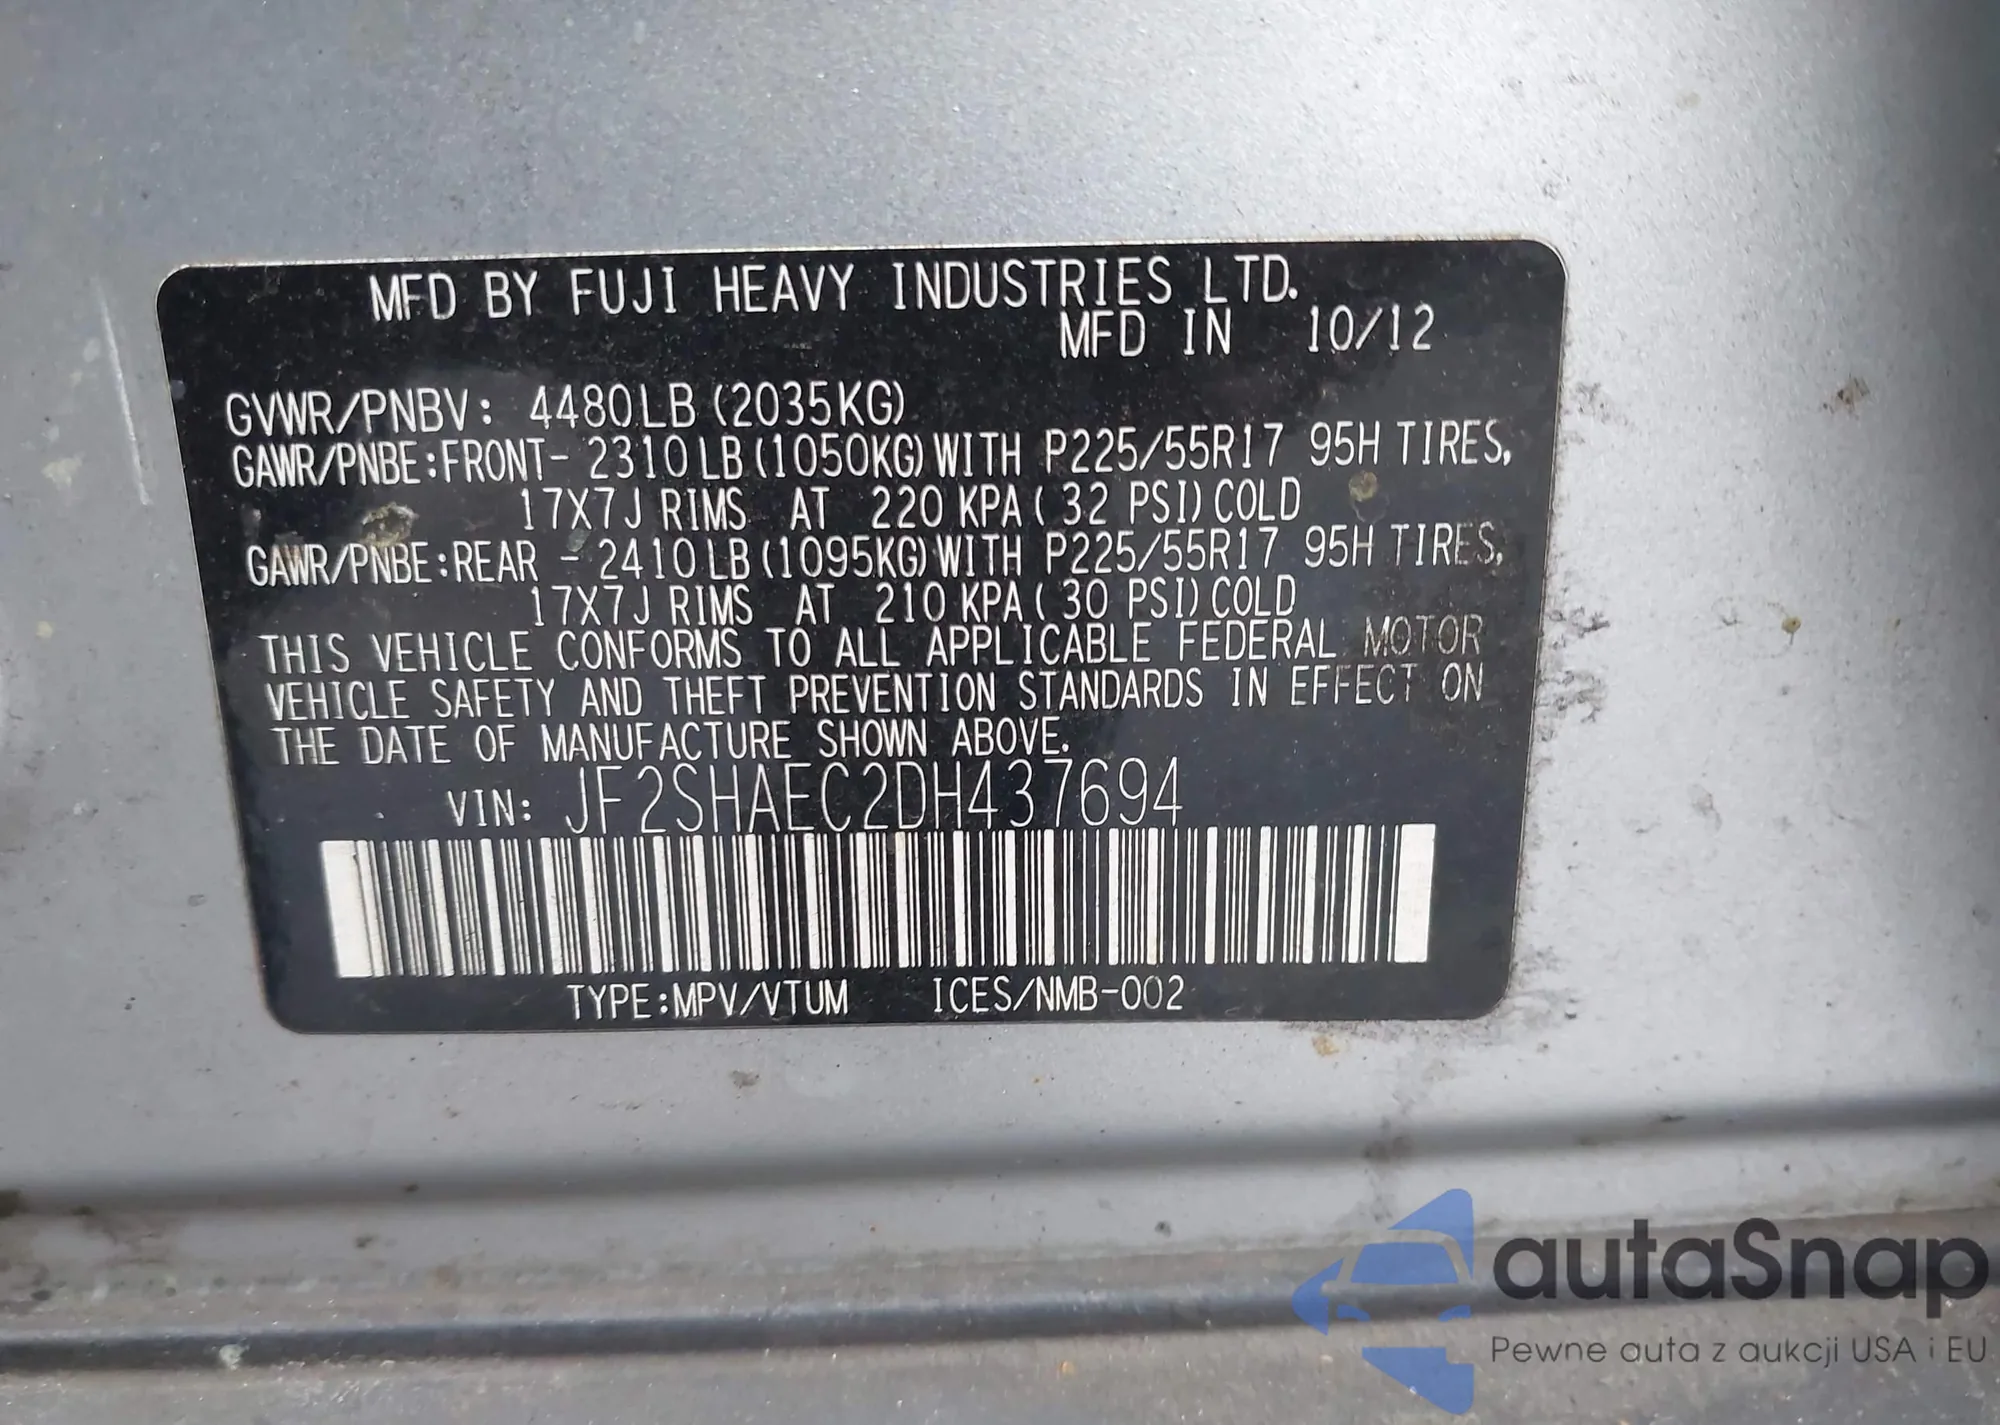 MFD BY FUJI HEAVY INDUSTRIES LTD.
MFD IN 10/12
GVWR/PNBV: 4480LB (2035KG)
GAWR/PNBE:FRONT- 2310LB (1050KG) WITH P225/55R17 95H TIRES,
17X7J RIMS AT 220 KPA( 32 PSI) COLD
GAWR/PNBE:REAR - 2410LB (1095KG) WITH P225/55R17 95H TIRES,
17X7J RIMS AT 210 KPA( 30 PSI) COLD
THIS VEHICLE CONFORMS TO ALL APPLICABLE FEDERAL MOTOR
VEHICLE SAFETY AND THEFT PREVENTION STANDARDS IN EFFECT ON
THE DATE OF MANUFACTURE SHOWN ABOVE.
VIN: JF2SHAEC2DH437694
TYPE:MPV/VTUM ICES/NMB-002
autaSnap
Pewne auta z aukcji USA i EU